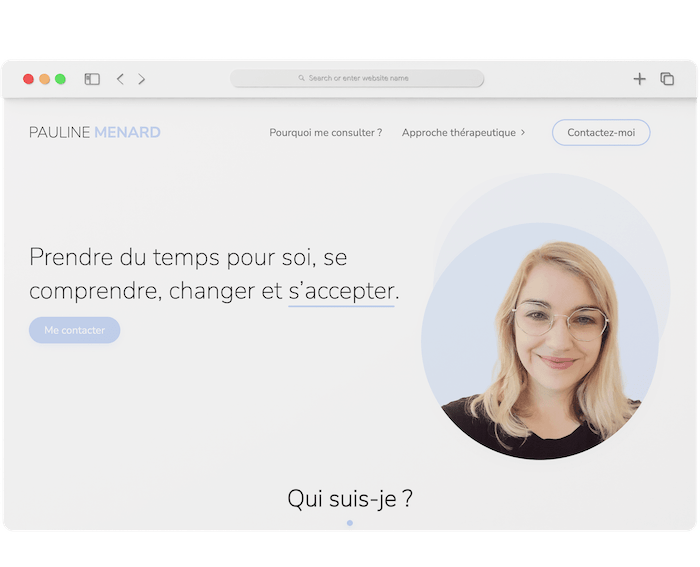 Search or enter website name
PAULINE MENARD
Pourquoi me consulter ?
Approche thérapeutique
Contactez-moi
Prendre du temps pour soi, se
comprendre, changer et s’accepter.
Me contacter
Qui suis-je ?